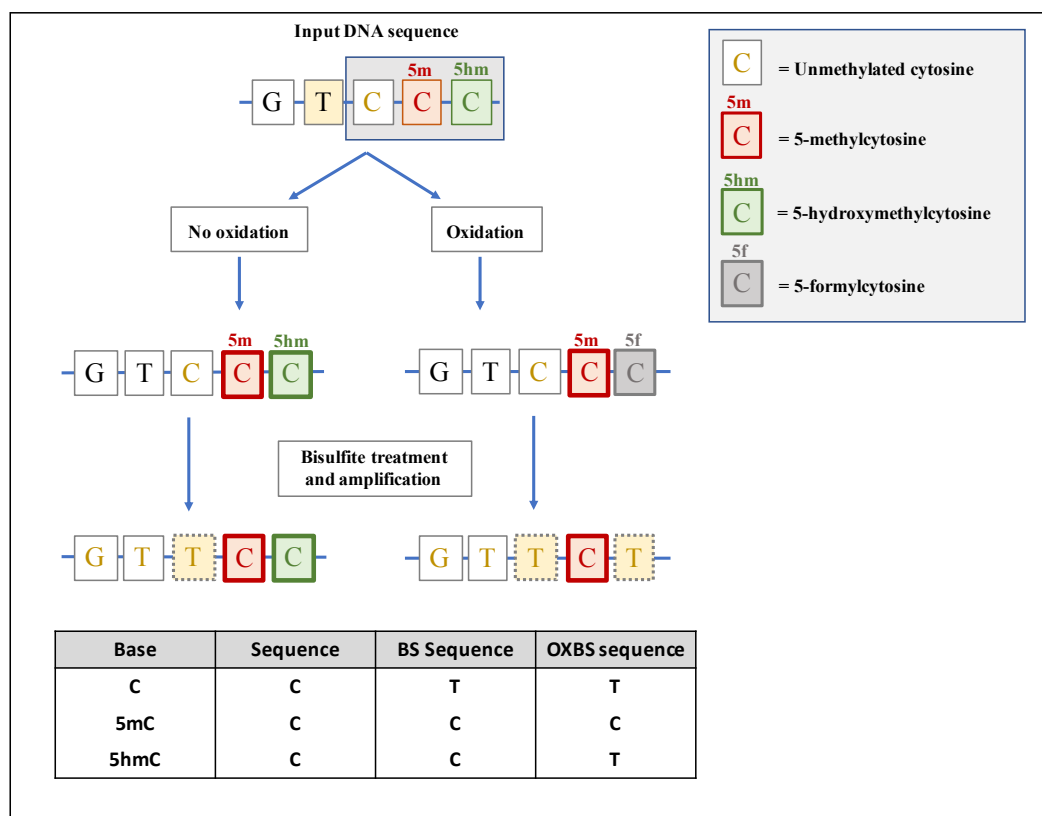 Input DNA sequence
5m 5hm
G T C C C
C = Unmethylated cytosine
5m
C = 5-methylcytosine
5hm
C = 5-hydroxymethylcytosine
5f
C = 5-formylcytosine
No oxidation
Oxidation
5m 5hm
G T C C C
5m 5f
G T C C C
Bisulfite treatment
and amplification
G T T C C
G T T C T
Base Sequence BS Sequence OXBS sequence
C C T T
5mC C C C
5hmC C C T